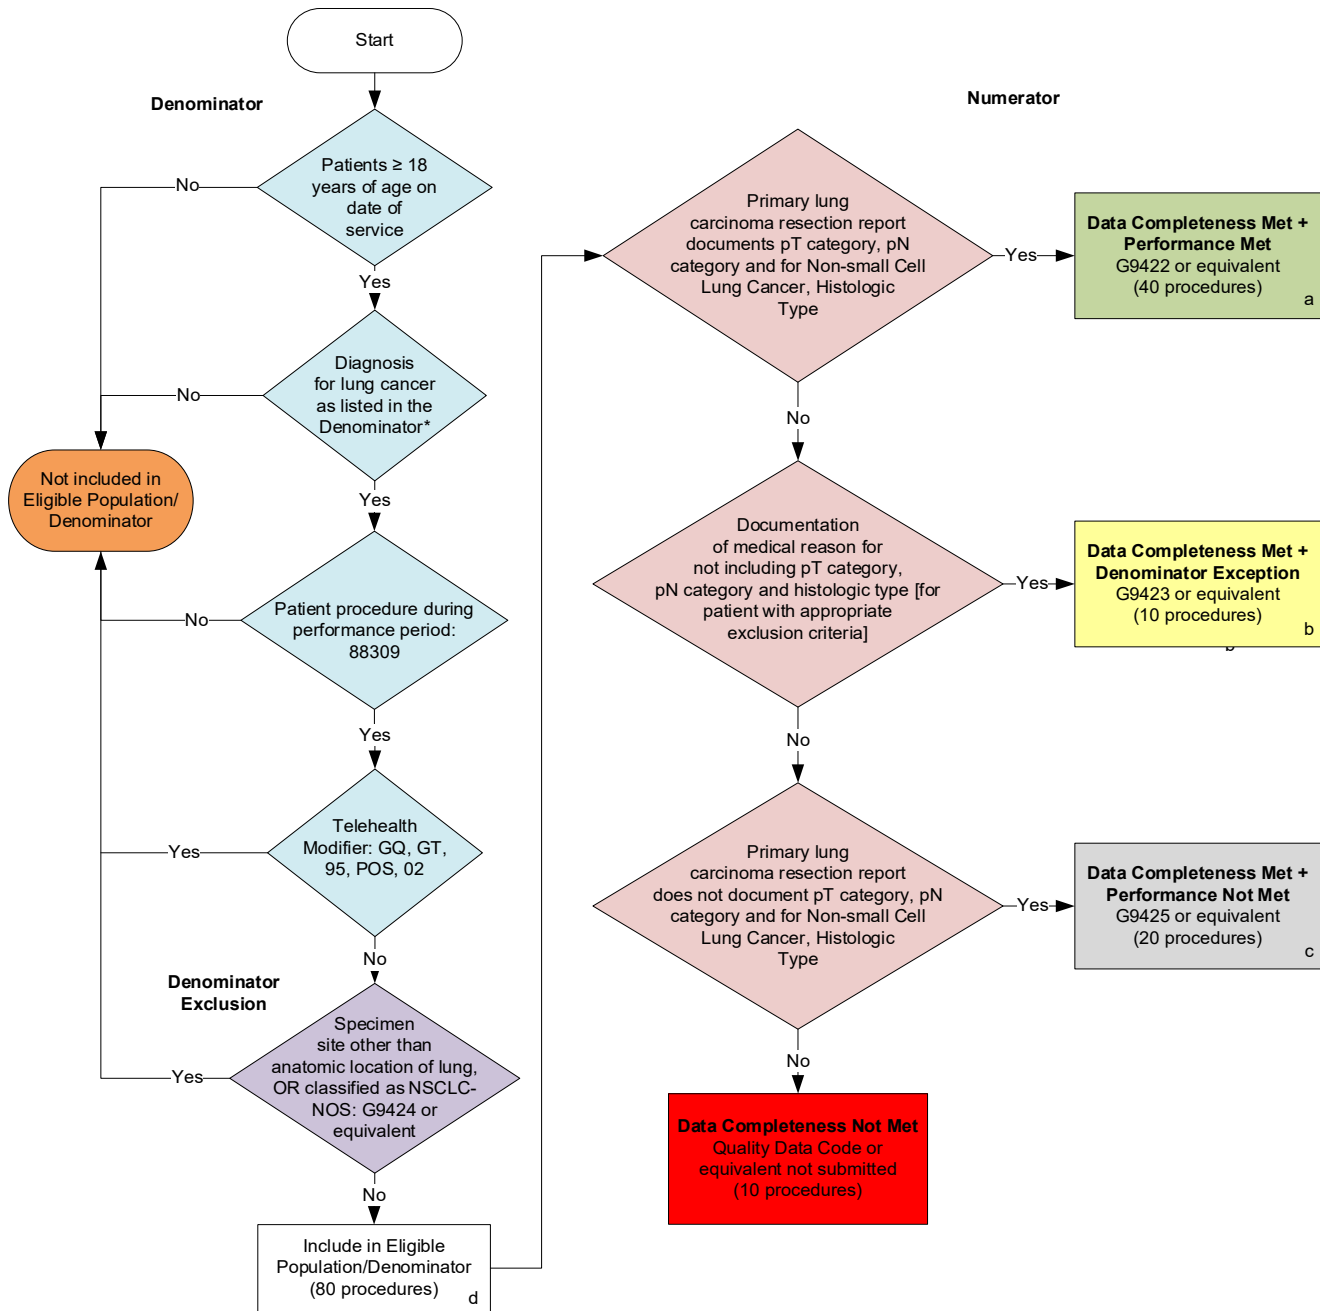 Start
Denominator
Patients ≥ 18
years of age on
date of
service
No
Yes
Diagnosis
for lung cancer
as listed in the
Denominator*
No
Yes
Not included in
Eligible Population/
Denominator
Patient procedure during
performance period:
88309
No
Yes
Telehealth
Modifier: GQ, GT,
95, POS, 02
Yes
No
Denominator
Exclusion
Specimen
site other than
anatomic location of lung,
OR classified as NSCLC-
NOS: G9424 or
equivalent
Yes
No
Include in Eligible
Population/Denominator
(80 procedures)
d
Numerator
Primary lung
carcinoma resection report
documents pT category, pN
category and for Non-small Cell
Lung Cancer, Histologic
Type
Yes
Data Completeness Met +
Performance Met
G9422 or equivalent
(40 procedures)
a
No
Documentation
of medical reason for
not including pT category,
pN category and histologic type [for
patient with appropriate
exclusion criteria]
Yes
Data Completeness Met +
Denominator Exception
G9423 or equivalent
(10 procedures)
b
b
No
Primary lung
carcinoma resection report
does not document pT category, pN
category and for Non-small Cell
Lung Cancer, Histologic
Type
Yes
Data Completeness Met +
Performance Not Met
G9425 or equivalent
(20 procedures)
c
No
Data Completeness Not Met
Quality Data Code or
equivalent not submitted
(10 procedures)